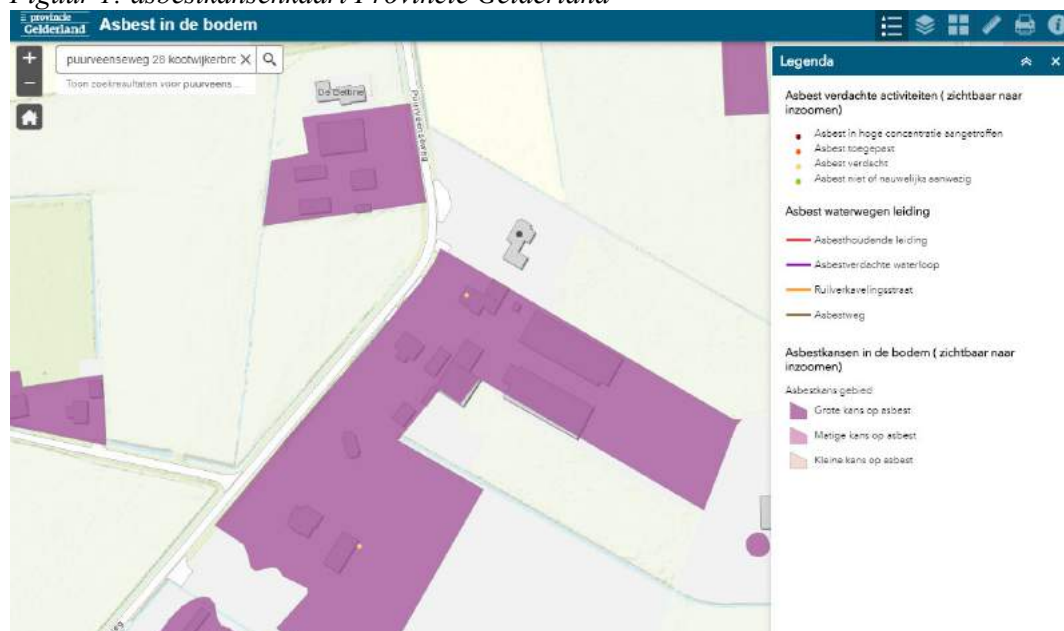 Figuur 1: asbestkansenkaart Provincie Gelderland
provincie
Gelderland
Asbest in de bodem
puurveenseweg 28 kootwijkerbro
Toon zoekresultaten voor puurveens...
De Bettine
Puurveenseweg
eg
Legenda
Asbest verdachte activiteiten ( zichtbaar naar
inzoomen)
Asbest in hoge concentratie aangetroffen
Asbest toegepast
Asbest verdacht
Asbest niet of nauwelijks aanwezig
Asbest waterwegen leiding
Asbesthoudende leiding
Asbestverdachte waterloop
Ruilverkavelingsstraat
Asbestweg
Asbestkansen in de bodem ( zichtbaar naar
inzoomen)
Asbestkans gebied
Grote kans op asbest
Matige kans op asbest
Kleine kans op asbest